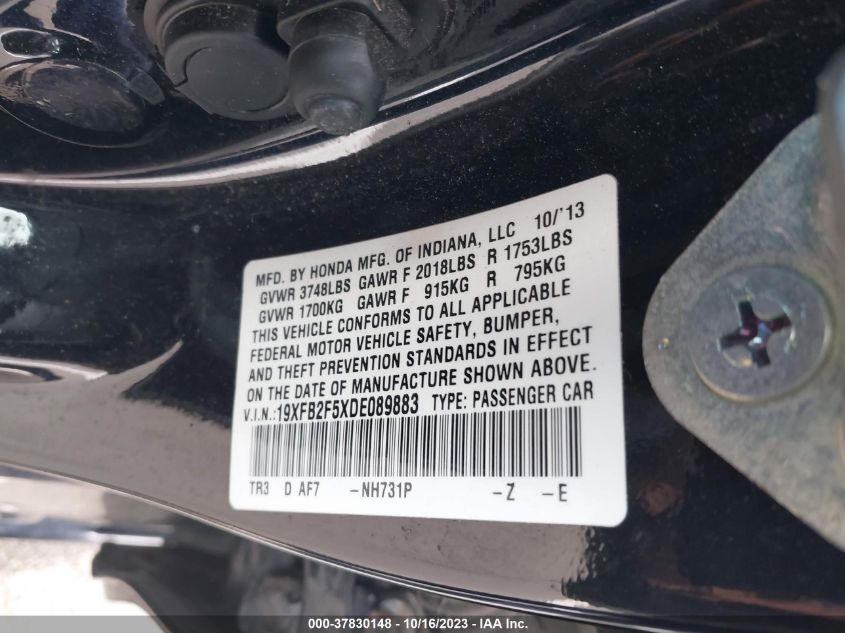 MFD. BY HONDA MFG. OF INDIANA, LLC 10/'13
GVWR 3748LBS GAWR F 2018LBS R 1753LBS
GVWR 1700KG GAWR F 915KG R 795KG
THIS VEHICLE CONFORMS TO ALL APPLICABLE
FEDERAL MOTOR VEHICLE SAFETY, BUMPER,
AND THEFT PREVENTION STANDARDS IN EFFECT
ON THE DATE OF MANUFACTURE SHOWN ABOVE.
V.I.N.:19XFB2F5XDE089883 TYPE: PASSENGER CAR
TR3 D AF7 -NH731P -Z -E
000-37830148 - 10/16/2023 - IAA Inc.